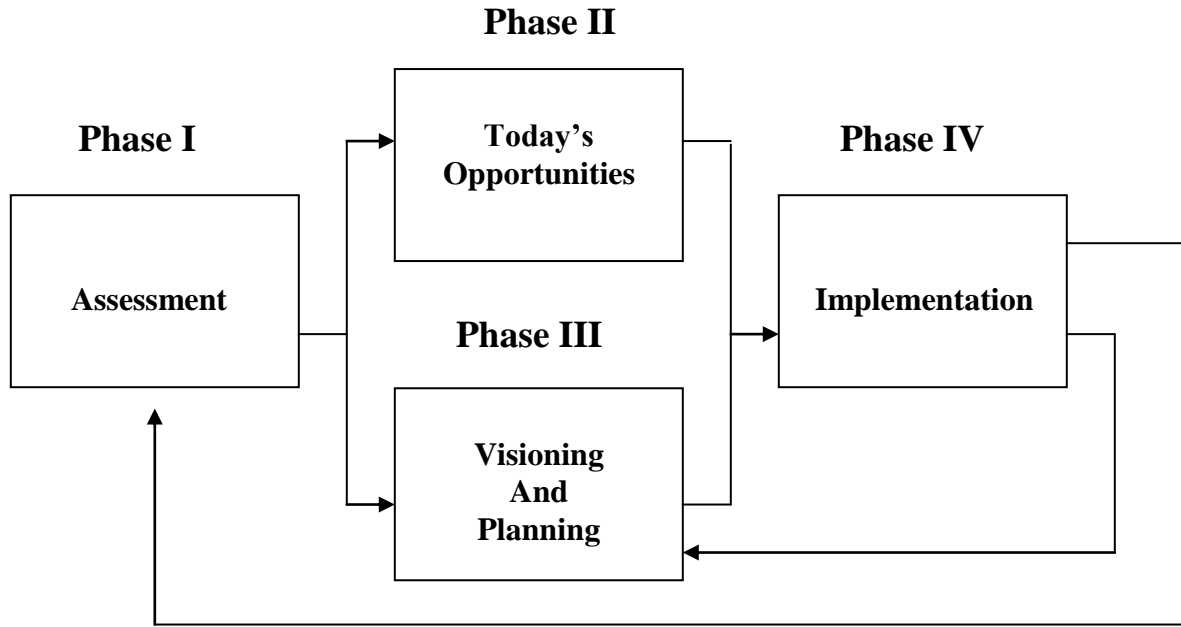 Phase II
Phase I
Today’s
Opportunities
Phase IV
Assessment
Implementation
Phase III
Visioning
And
Planning